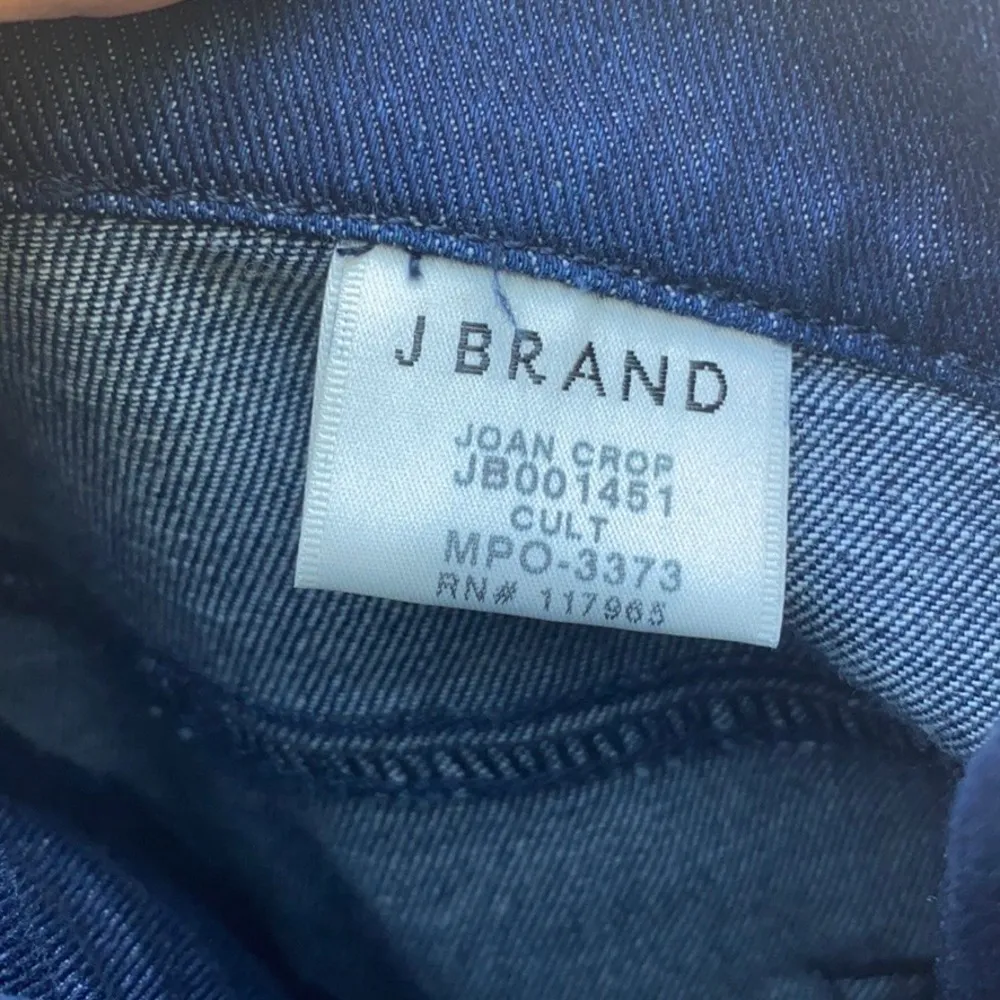 J BRAND
JOAN CROP
JB001451
CULT
MPO-3373
RN# 117965